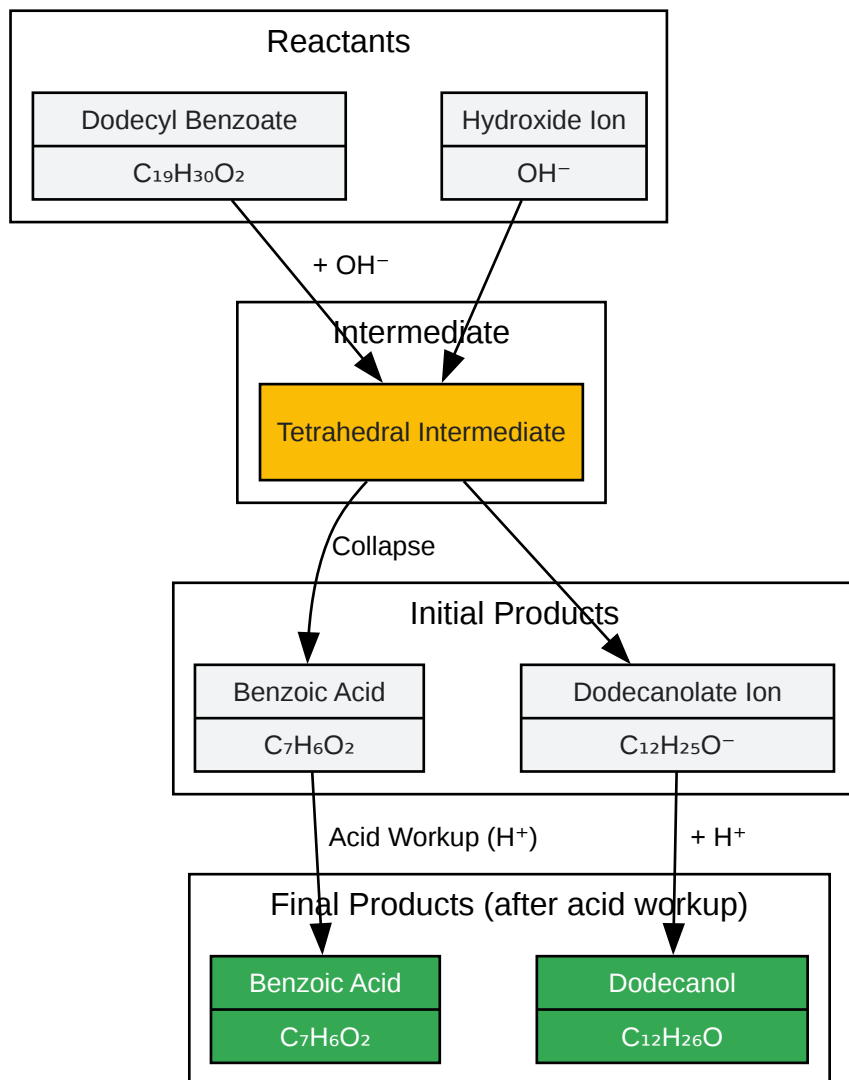 Reactants
Dodecyl Benzoate
Hydroxide Ion
C₁₉H₃₀O₂
OH⁻
+ OH⁻
Intermediate
Tetrahedral Intermediate
Collapse
Initial Products
Benzoic Acid
Dodecanolate Ion
C₇H₆O₂
C₁₂H₂₅O⁻
Acid Workup (H⁺)
+ H⁺
Final Products (after acid workup)
Benzoic Acid
Dodecanol
C₇H₆O₂
C₁₂H₂₆O